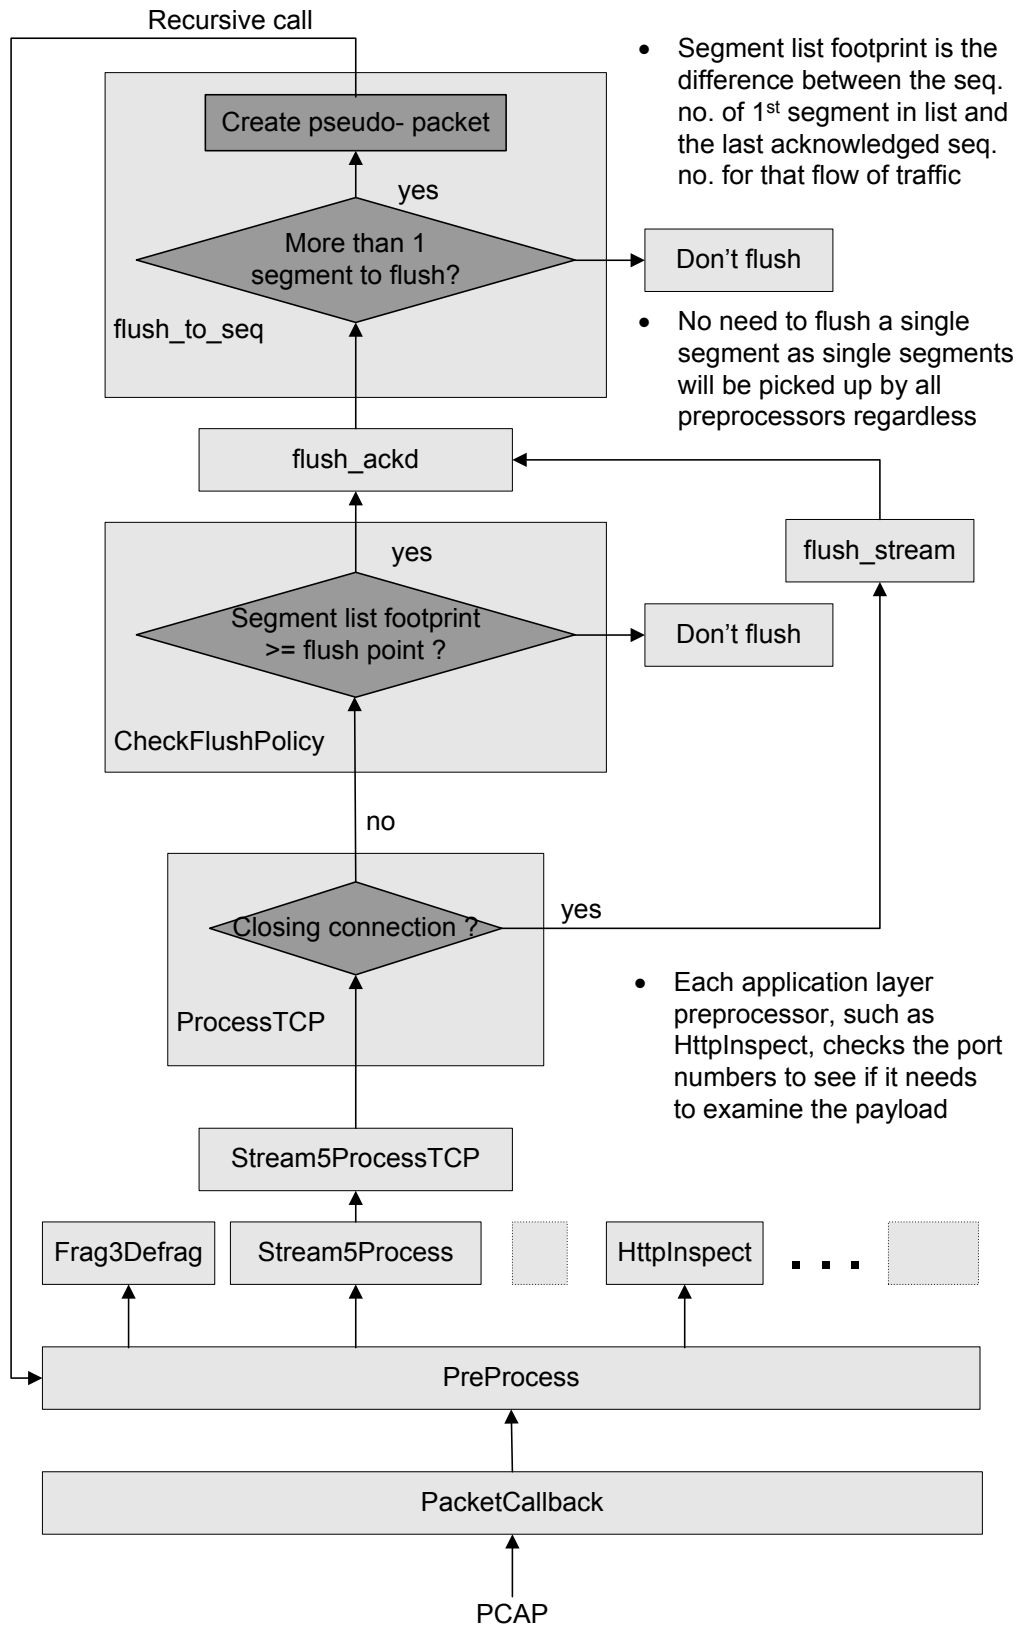 Recursive call
• Segment list footprint is the
difference between the seq.
no. of 1st segment in list and
the last acknowledged seq.
no. for that flow of traffic
Create pseudo- packet
yes
More than 1
segment to flush?
Don't flush
flush_to_seq
• No need to flush a single
segment as single segments
will be picked up by all
preprocessors regardless
flush_ackd
flush_stream
yes
Segment list footprint
>= flush point ?
Don't flush
CheckFlushPolicy
no
yes
Closing connection ?
ProcessTCP
• Each application layer
preprocessor, such as
HttpInspect, checks the port
numbers to see if it needs
to examine the payload
Stream5ProcessTCP
Frag3Defrag
Stream5Process
HttpInspect
. . .
PreProcess
PacketCallback
PCAP